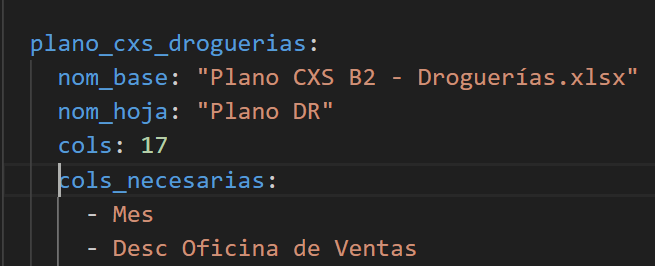 plano_cxs_droguerias:
nom_base: "Plano CXS B2 - Droguerías.xlsx"
nom_hoja: "Plano DR"
cols: 17
cols_necesarias:
- Mes
- Desc Oficina de Ventas